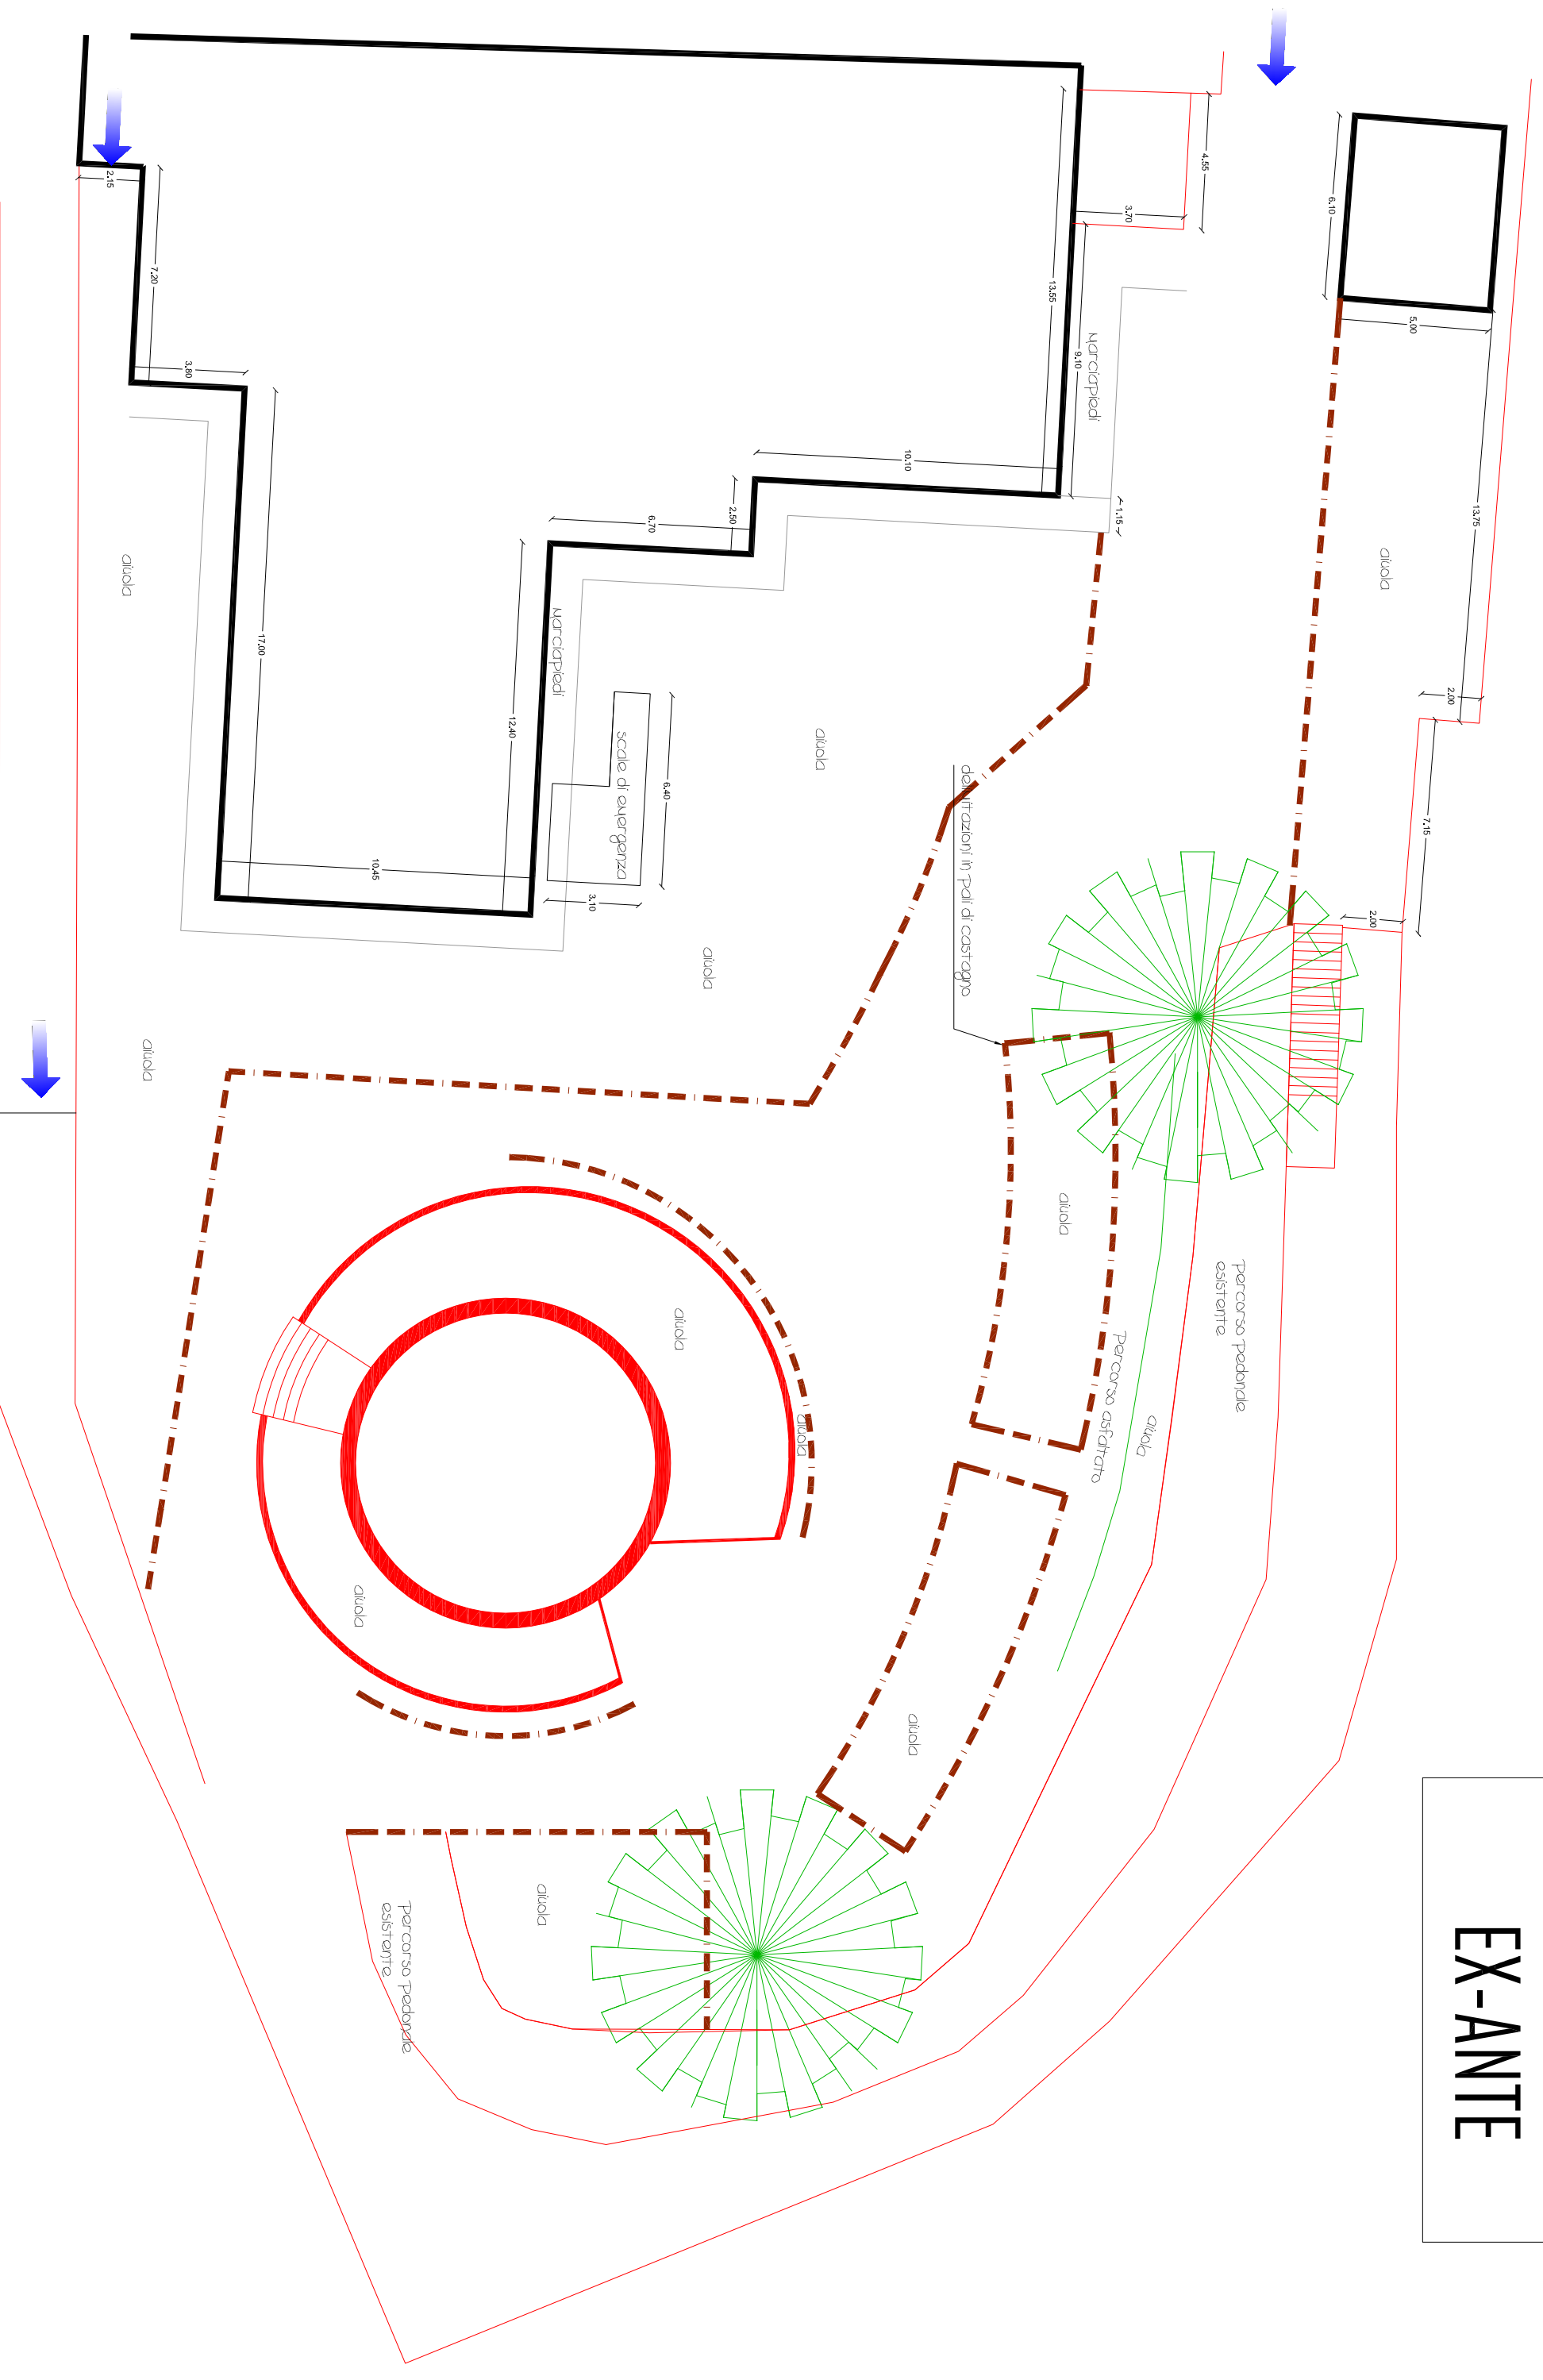 EX-ANTE
6.10
5.00
13.75
2.00
7.15
2.00
4.55
3.70
13.55
9.10
Marciapiedi
1.15
10.10
2.50
6.70
12.40
Marciapiedi
scale di emergenza
6.40
3.10
10.45
17.00
3.80
7.20
2.15
aiuola
aiuola
aiuola
aiuola
aiuola
delimitazioni in pali di castagno
aiuola
percorso pedonale
esistente
percorso asfaltato
aiuola
aiuola
aiuola
aiuola
aiuola
aiuola
percorso pedonale
esistente